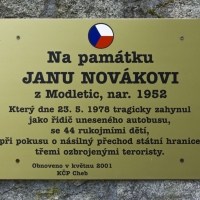 Na památku
JANU NOVÁKOVI
z Modletic, nar. 1952
Který dne 23. 5. 1978 tragicky zahynul
jako řidič uneseného autobusu,
se 44 rukojmími dětí,
při pokusu o násilný přechod státní hranice
třemi ozbrojenými teroristy.
Obnoveno v květnu 2001
KČP Cheb